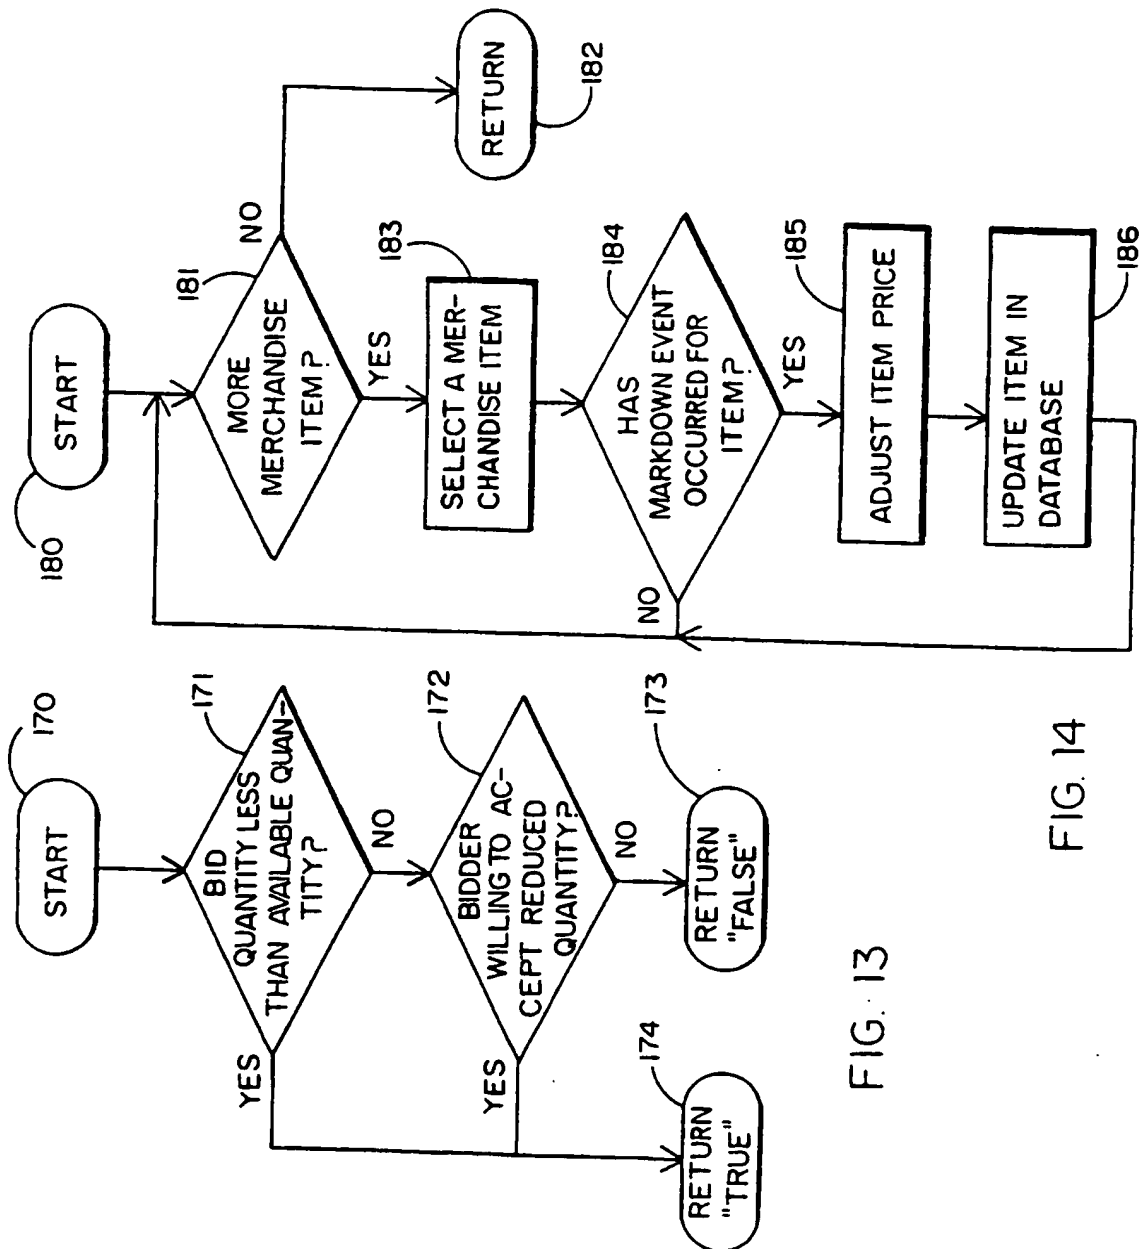 START
170
BID
QUANTITY LESS
THAN AVAILABLE QUAN-
TITY?
171
YES
NO
BIDDER
WILLING TO AC-
CEPT REDUCED
QUANTITY?
172
YES
NO
RETURN
"TRUE"
174
RETURN
"FALSE"
173
FIG. 13
START
180
MORE
MERCHANDISE
ITEM?
181
NO
YES
RETURN
182
SELECT A MER-
CHANDISE ITEM
183
HAS
MARKDOWN EVENT
OCCURRED FOR
ITEM?
184
NO
YES
ADJUST ITEM PRICE
185
UPDATE ITEM IN
DATABASE
186
FIG. 14